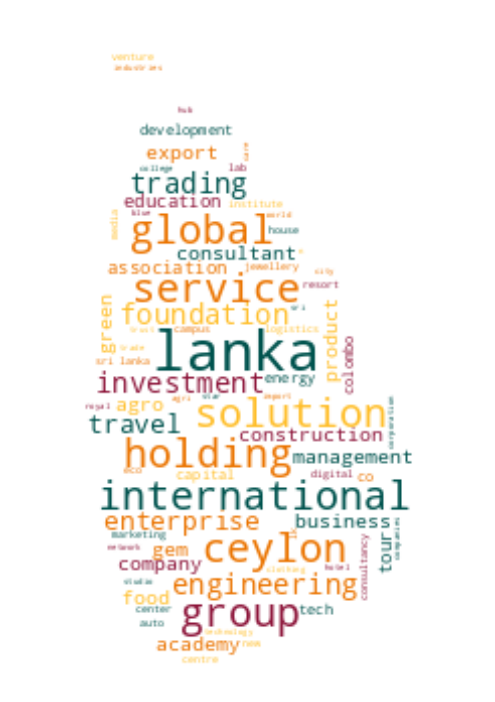 venture
industries
hub
development
export
care
college
lab
trading
education
institute
blue
world
media
global
house
consultant
association
jewellery
city
service
resort
green
foundation
sri
product
trust
campus
logistics
lanka
trade
colombo
sri lanka
investment
energy
royal
agro
agri
star
import
corporation
travel
solution
construction
holding
management
eco
capital
digital
co
international
enterprise
business
marketing
network
gem
ceylon
tour
companies
company
clothing
hotel
consultancy
studio
engineering
food
center
group
tech
auto
technology
academy
new
centre